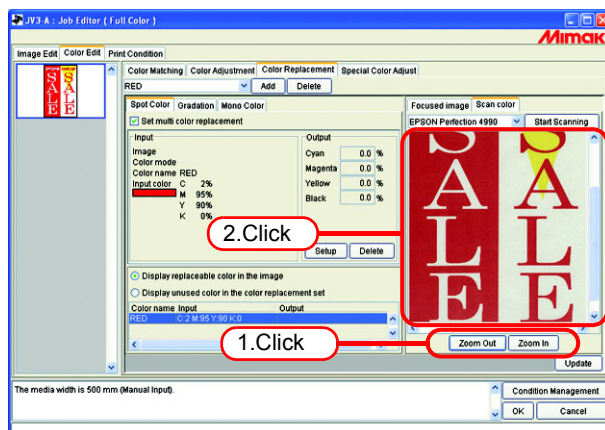 JV3-A : Job Editor ( Full Color )
Mimak
Image Edit Color Edit Print Condition
Color Matching Color Adjustment Color Replacement Special Color Adjust
RED Add Delete
Spot Color Gradation Mono Color
Focused image Scan color
Set multi color replacement
EPSON Perfection 4990 Start Scanning
Input
Output
Image
Color mode
Color name RED
Input color C 2%
M 95%
Y 90%
K 0%
Cyan 0.0 %
Magenta 0.0 %
Yellow 0.0 %
Black 0.0 %
Setup Delete
2.Click
Display replaceable color in the image
Display unused color in the color replacement set
Color name Input Output
RED C:2 M:95 Y:90 K:0
1.Click
SALE
SALE
SALE
SALE
Zoom Out Zoom In
Update
The media width is 500 mm (Manual Input).
Condition Management
OK Cancel